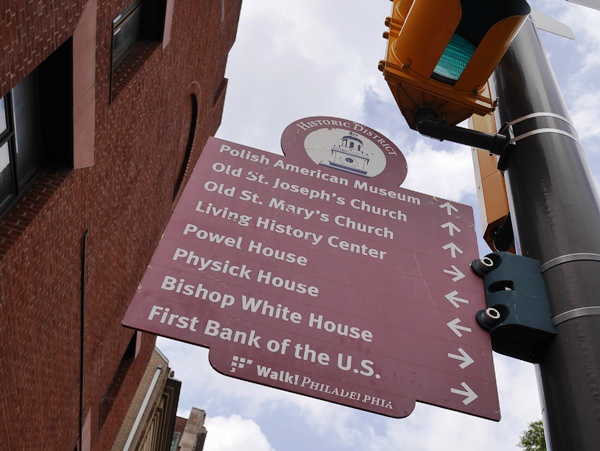 Historic District
Polish American Museum ↑
Old St. Joseph's Church ↑
Old St. Mary's Church ↑
Living History Center →
Powel House ←
Physick House ←
Bishop White House →
First Bank of the U.S. →
walk! Philadelphia